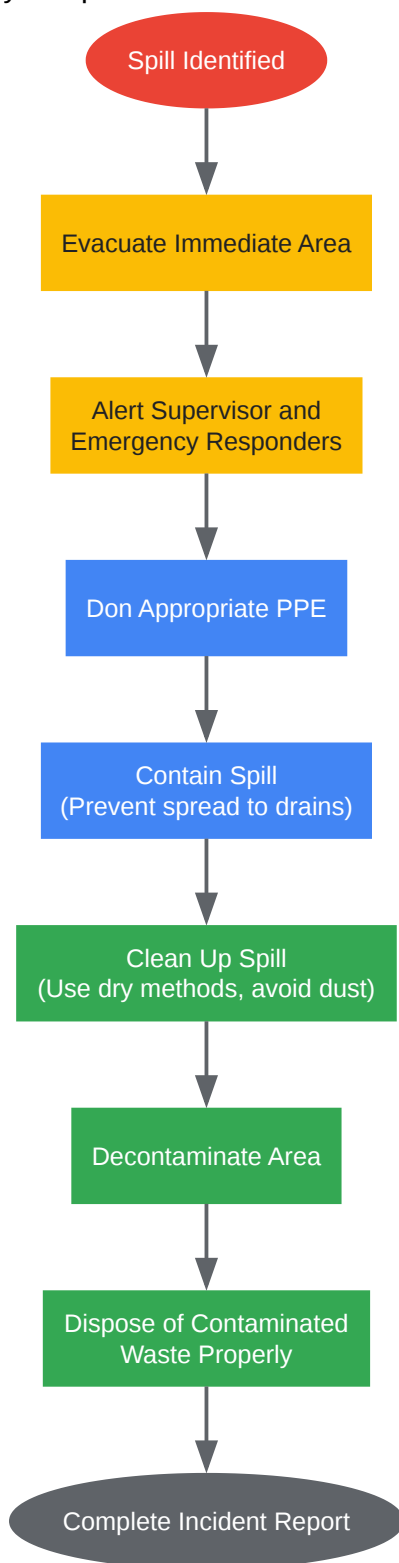 Spill Identified
Evacuate Immediate Area
Alert Supervisor and
Emergency Responders
Don Appropriate PPE
Contain Spill
(Prevent spread to drains)
Clean Up Spill
(Use dry methods, avoid dust)
Decontaminate Area
Dispose of Contaminated
Waste Properly
Complete Incident Report